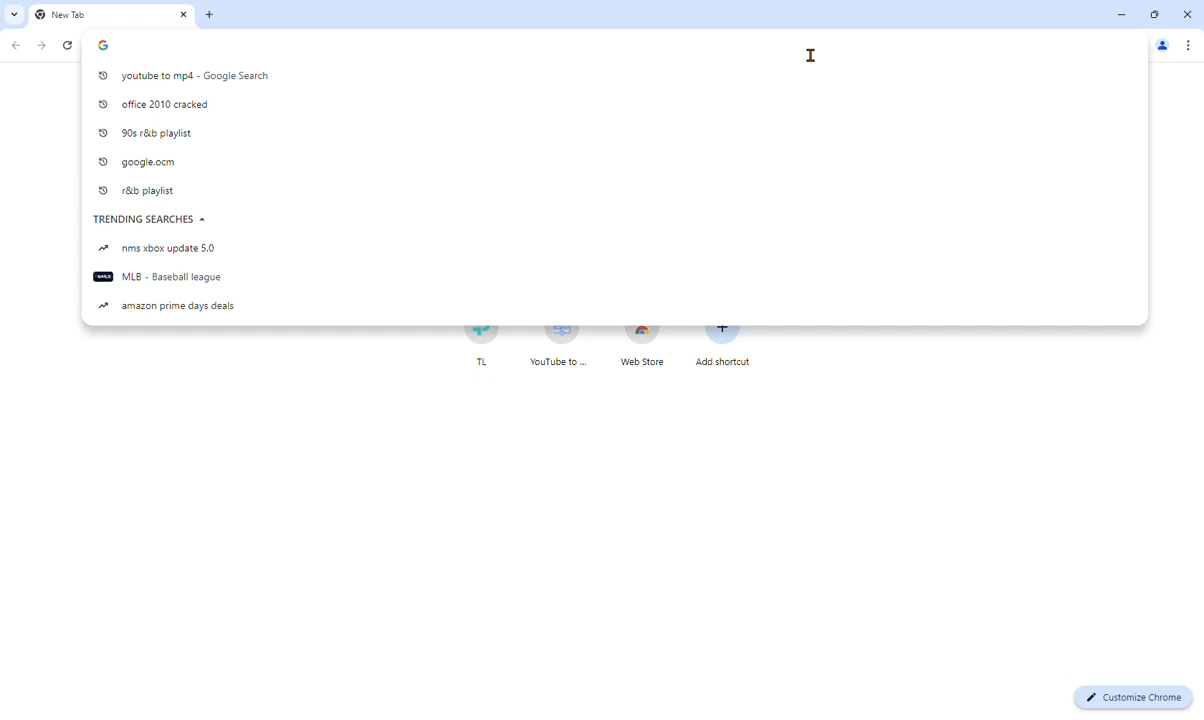 New Tab
youtube to mp4 - Google Search
office 2010 cracked
90s r&b playlist
google.ocm
r&b playlist
TRENDING SEARCHES
nms xbox update 5.0
MLB - Baseball league
amazon prime days deals
TL YouTube to ... Web Store Add shortcut
Customize Chrome